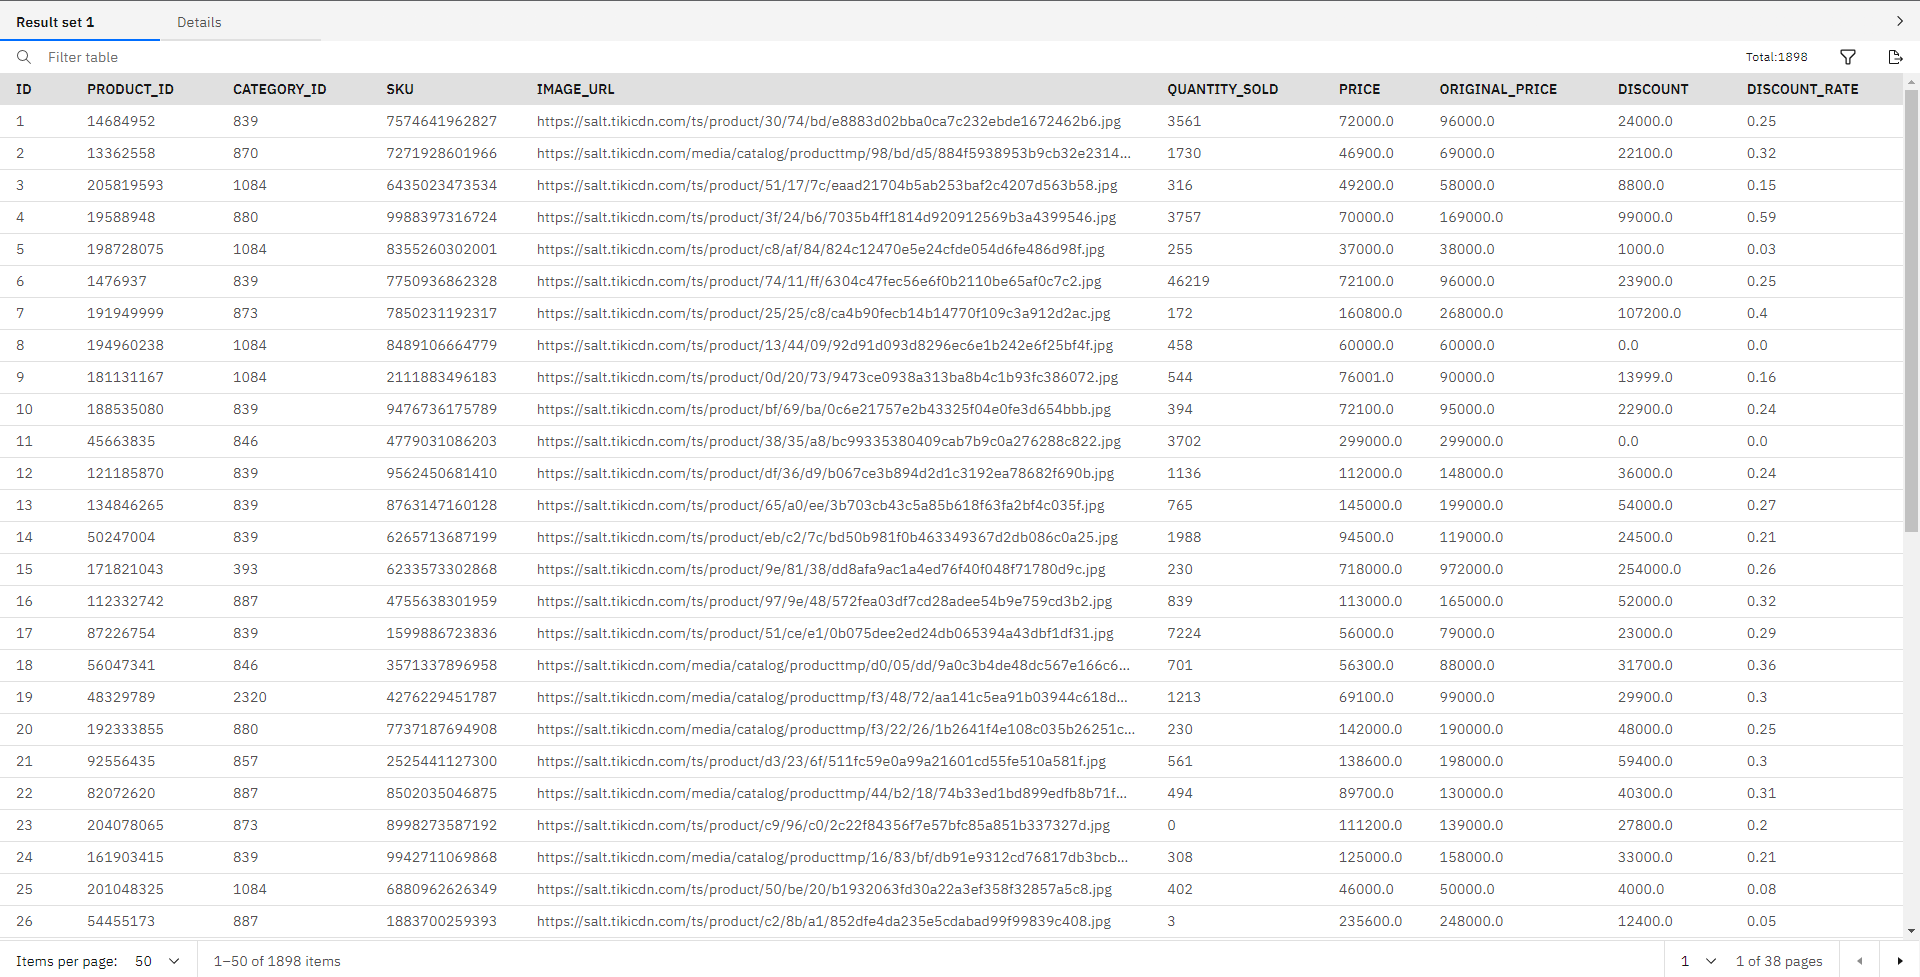 Result set 1 Details
Filter table Total:1898
ID PRODUCT_ID CATEGORY_ID SKU IMAGE_URL QUANTITY_SOLD PRICE ORIGINAL_PRICE DISCOUNT DISCOUNT_RATE
1 14684952 839 7574641962827 https://salt.tikicdn.com/ts/product/30/74/bd/e8883d02bba0ca7c232ebde1672462b6.jpg 3561 72000.0 96000.0 24000.0 0.25
2 13362558 870 7271928601966 https://salt.tikicdn.com/media/catalog/producttmp/98/bd/d5/884f5938953b9cb32e2314... 1730 46900.0 69000.0 22100.0 0.32
3 205819593 1084 6435023473534 https://salt.tikicdn.com/ts/product/51/17/7c/eaad21704b5ab253baf2c4207d563b58.jpg 316 49200.0 58000.0 8800.0 0.15
4 19588948 880 9988397316724 https://salt.tikicdn.com/ts/product/3f/24/b6/7035b4ff1814d920912569b3a4399546.jpg 3757 70000.0 169000.0 99000.0 0.59
5 198728075 1084 8355260302001 https://salt.tikicdn.com/ts/product/c8/af/84/824c12470e5e24cfde054d6fe486d98f.jpg 255 37000.0 38000.0 1000.0 0.03
6 1476937 839 7750936862328 https://salt.tikicdn.com/ts/product/74/11/ff/6304c47fec56e6f0b2110be65af0c7c2.jpg 46219 72100.0 96000.0 23900.0 0.25
7 191949999 873 7850231192317 https://salt.tikicdn.com/ts/product/25/25/c8/ca4b90fecb14b14770f109c3a912d2ac.jpg 172 160800.0 268000.0 107200.0 0.4
8 194960238 1084 8489106664779 https://salt.tikicdn.com/ts/product/13/44/09/92d91d093d8296ec6e1b242e6f25bf4f.jpg 458 60000.0 60000.0 0.0 0.0
9 181131167 1084 2111883496183 https://salt.tikicdn.com/ts/product/0d/20/73/9473ce0938a313ba8b4c1b93fc386072.jpg 544 76001.0 90000.0 13999.0 0.16
10 188535080 839 9476736175789 https://salt.tikicdn.com/ts/product/bf/69/ba/0c6e21757e2b43325f04e0fe3d654bbb.jpg 394 72100.0 95000.0 22900.0 0.24
11 45663835 846 4779031086203 https://salt.tikicdn.com/ts/product/38/35/a8/bc99335380409cab7b9c0a276288c822.jpg 3702 299000.0 299000.0 0.0 0.0
12 121185870 839 9562450681410 https://salt.tikicdn.com/ts/product/df/36/d9/b067ce3b894d2d1c3192ea78682f690b.jpg 1136 112000.0 148000.0 36000.0 0.24
13 134846265 839 8763147160128 https://salt.tikicdn.com/ts/product/65/a0/ee/3b703cb43c5a85b618f63fa2bf4c035f.jpg 765 145000.0 199000.0 54000.0 0.27
14 50247004 839 6265713687199 https://salt.tikicdn.com/ts/product/eb/c2/7c/bd50b981f0b463349367d2db086c0a25.jpg 1988 94500.0 119000.0 24500.0 0.21
15 171821043 393 6233573302868 https://salt.tikicdn.com/ts/product/9e/81/38/dd8afa9ac1a4ed76f40f048f71780d9c.jpg 230 718000.0 972000.0 254000.0 0.26
16 112332742 887 4755638301959 https://salt.tikicdn.com/ts/product/97/9e/48/572fea03df7cd28adee54b9e759cd3b2.jpg 839 113000.0 165000.0 52000.0 0.32
17 87226754 839 1599886723836 https://salt.tikicdn.com/ts/product/51/ce/e1/0b075dee2ed24db065394a43dbf1df31.jpg 7224 56000.0 79000.0 23000.0 0.29
18 56047341 846 3571337896958 https://salt.tikicdn.com/media/catalog/producttmp/d0/05/dd/9a0c3b4de48dc567e166c6... 701 56300.0 88000.0 31700.0 0.36
19 48329789 2320 4276229451787 https://salt.tikicdn.com/media/catalog/producttmp/f3/48/72/aa141c5ea91b03944c618d... 1213 69100.0 99000.0 29900.0 0.3
20 192333855 880 7737187694908 https://salt.tikicdn.com/media/catalog/producttmp/f3/22/26/1b2641f4e108c035b26251c... 230 142000.0 190000.0 48000.0 0.25
21 92556435 857 2525441127300 https://salt.tikicdn.com/ts/product/d3/23/6f/511fc59e0a99a21601cd55fe510a581f.jpg 561 138600.0 198000.0 59400.0 0.3
22 82072620 887 8502035046875 https://salt.tikicdn.com/media/catalog/producttmp/44/b2/18/74b33ed1bd899edfb8b71f... 494 89700.0 130000.0 40300.0 0.31
23 204078065 873 8998273587192 https://salt.tikicdn.com/ts/product/c9/96/c0/2c22f84356f7e57bfc85a851b337327d.jpg 0 111200.0 139000.0 27800.0 0.2
24 161903415 839 9942711069868 https://salt.tikicdn.com/media/catalog/producttmp/16/83/bf/db91e9312cd76817db3bcb... 308 125000.0 158000.0 33000.0 0.21
25 201048325 1084 6880962626349 https://salt.tikicdn.com/ts/product/50/be/20/b1932063fd30a22a3ef358f32857a5c8.jpg 402 46000.0 50000.0 4000.0 0.08
26 54455173 887 1883700259393 https://salt.tikicdn.com/ts/product/c2/8b/a1/852dfe4da235e5cdabad99f99839c408.jpg 3 235600.0 248000.0 12400.0 0.05
Items per page: 50 1–50 of 1898 items 1 1 of 38 pages